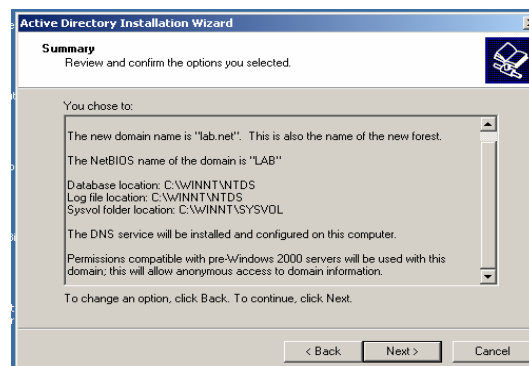 Active Directory Installation Wizard
Summary
Review and confirm the options you selected.
You chose to:
The new domain name is "lab.net".  This is also the name of the new forest.
The NetBIOS name of the domain is "LAB"
Database location: C:\WINNT\NTDS
Log file location: C:\WINNT\NTDS
Sysvol folder location: C:\WINNT\SYSVOL
The DNS service will be installed and configured on this computer.
Permissions compatible with pre-Windows 2000 servers will be used with this
domain; this will allow anonymous access to domain information.
To change an option, click Back. To continue, click Next.
< Back
Next >
Cancel